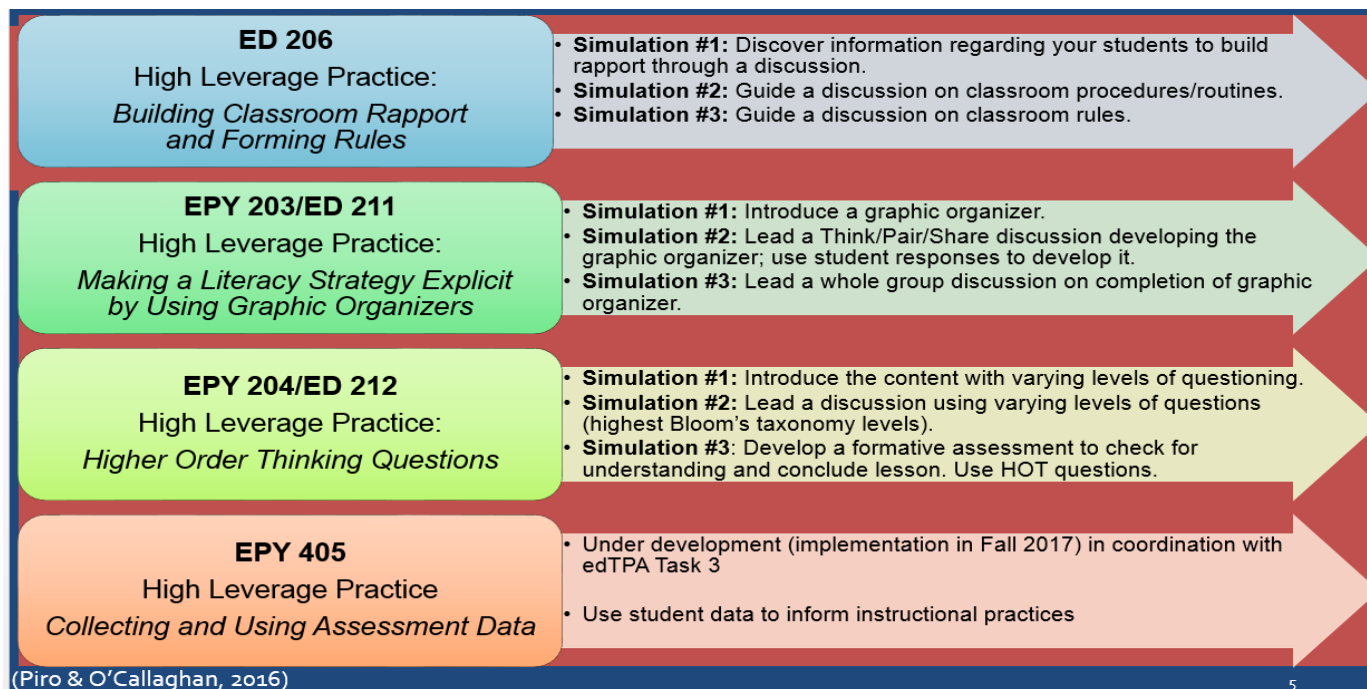 ED 206
High Leverage Practice:
Building Classroom Rapport
and Forming Rules
• Simulation #1: Discover information regarding your students to build
rapport through a discussion.
• Simulation #2: Guide a discussion on classroom procedures/routines.
• Simulation #3: Guide a discussion on classroom rules.
EPY 203/ED 211
High Leverage Practice:
Making a Literacy Strategy Explicit
by Using Graphic Organizers
• Simulation #1: Introduce a graphic organizer.
• Simulation #2: Lead a Think/Pair/Share discussion developing the
graphic organizer; use student responses to develop it.
• Simulation #3: Lead a whole group discussion on completion of graphic
organizer.
EPY 204/ED 212
High Leverage Practice:
Higher Order Thinking Questions
• Simulation #1: Introduce the content with varying levels of questioning.
• Simulation #2: Lead a discussion using varying levels of questions
(highest Bloom's taxonomy levels).
• Simulation #3: Develop a formative assessment to check for
understanding and conclude lesson. Use HOT questions.
EPY 405
High Leverage Practice
Collecting and Using Assessment Data
• Under development (implementation in Fall 2017) in coordination with
edTPA Task 3
• Use student data to inform instructional practices
(Piro & O'Callaghan, 2016)
5